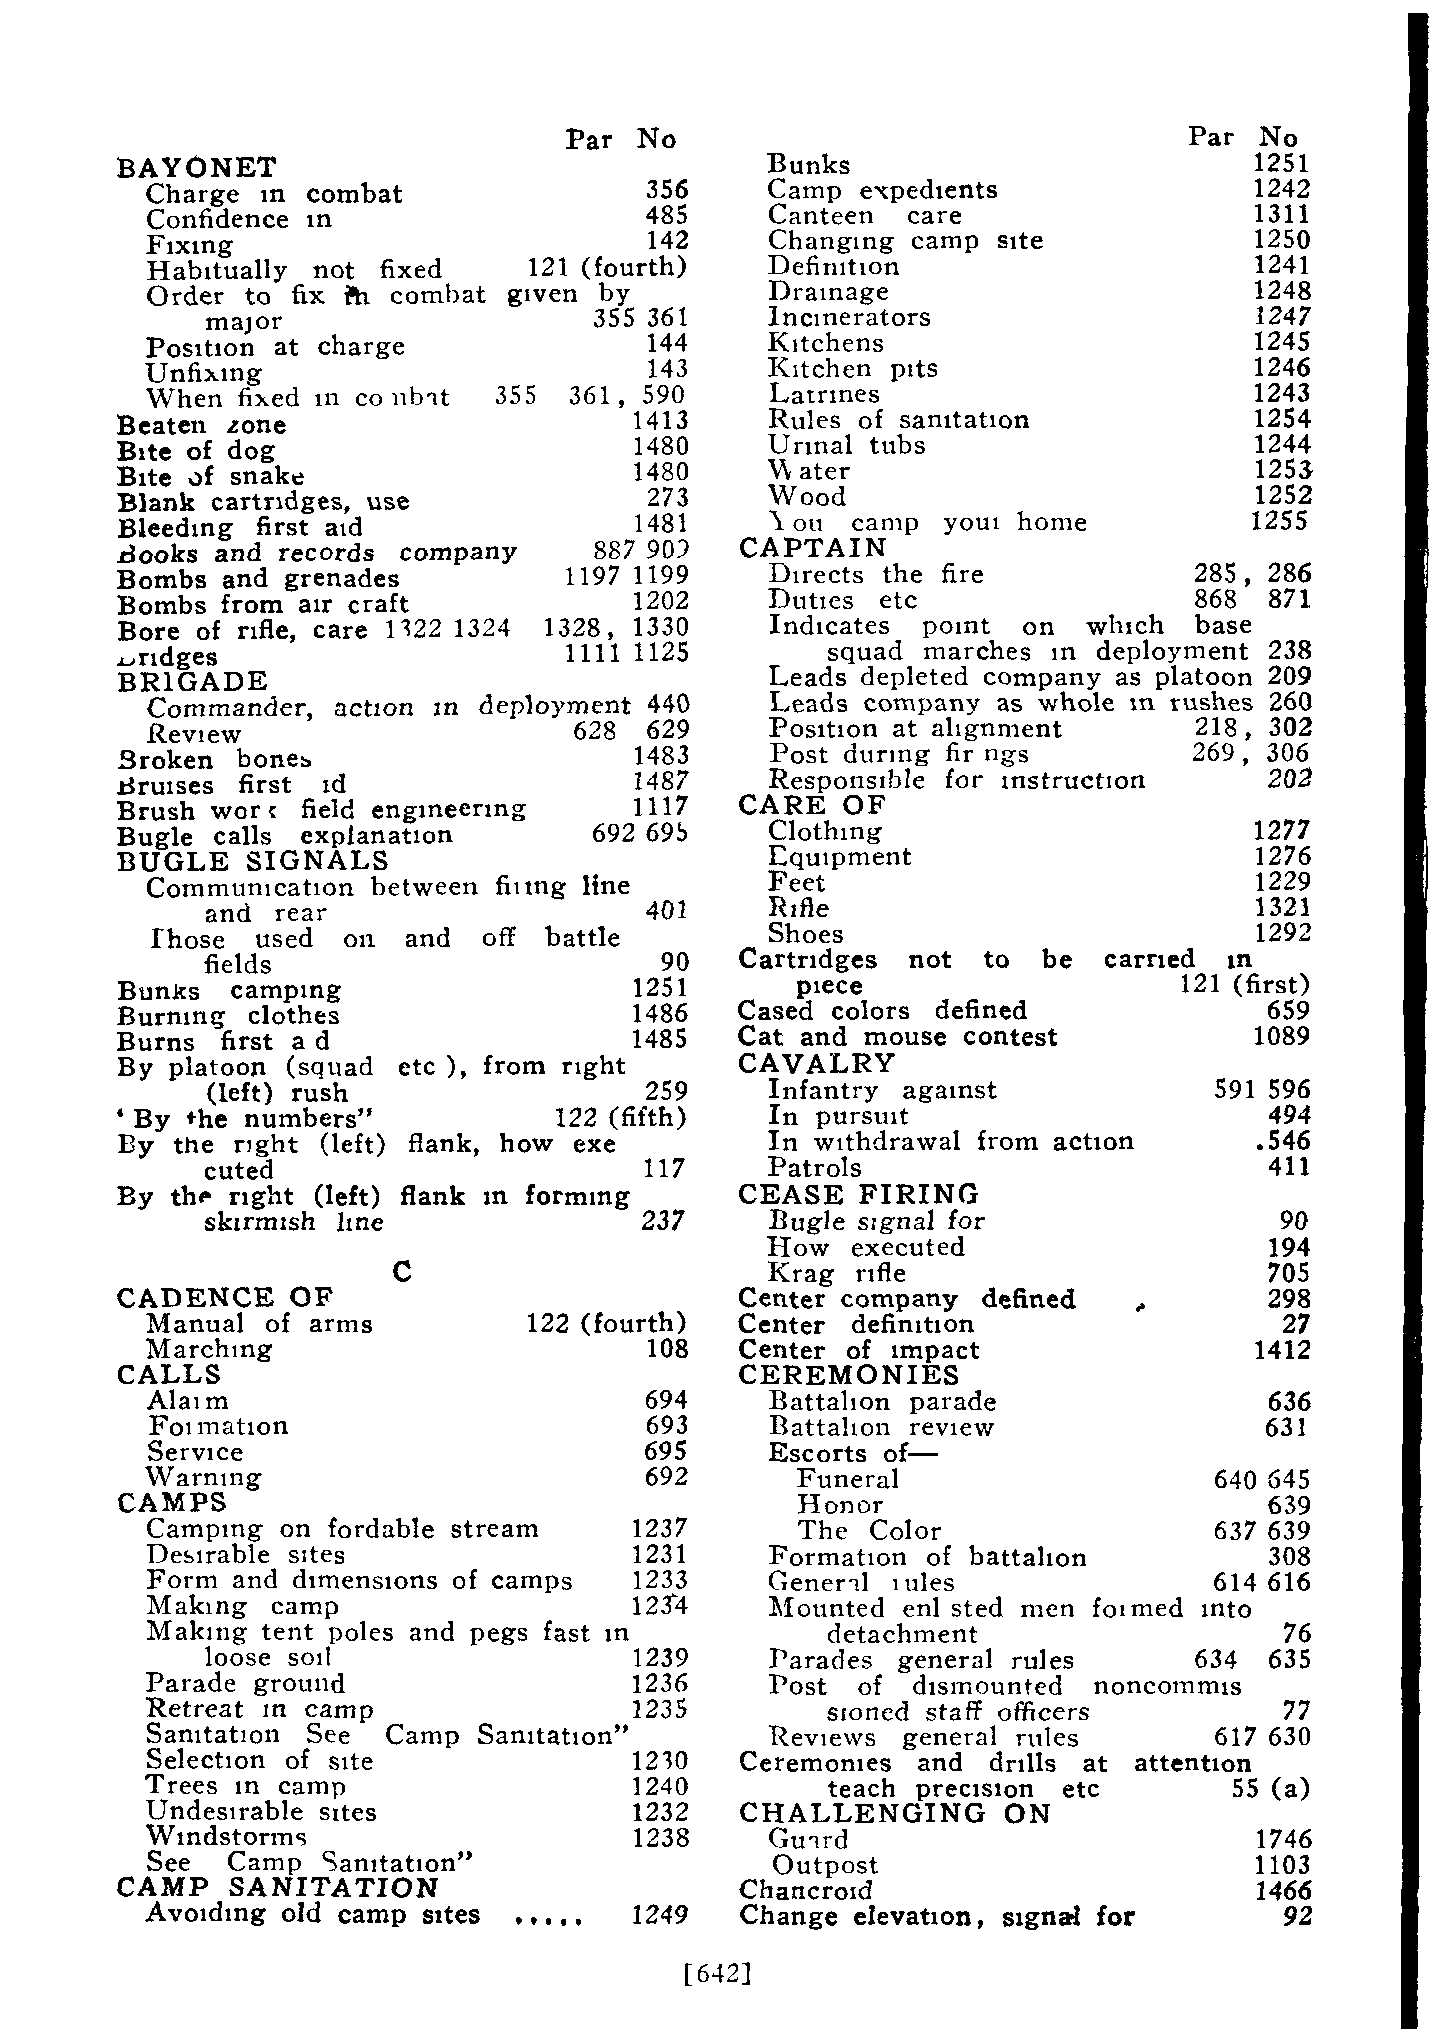 Par No
BAYONET
Charge in combat 356
Confidence in 485
Fixing 142
Habitually not fixed 121 (fourth)
Order to fix in combat given by
major 355 361
Position at charge 144
Unfixing 143
When fixed in combat 355 361, 590
Beaten zone 1413
Bite of dog 1480
Bite of snake 1480
Blank cartridges, use 273
Bleeding first aid 1481
Books and records company 887 909
Bombs and grenades 1197 1199
Bombs from air craft 1202
Bore of rifle, care 1322 1324 1328, 1330
Bridges 1111 1125
BRIGADE
Commander, action in deployment 440
Review 628 629
Broken bones 1483
Bruises first aid 1487
Brush work field engineering 1117
Bugle calls explanation 692 695
BUGLE SIGNALS
Communication between firing line
and rear 401
Those used on and off battle
fields 90
Bunks camping 1251
Burning clothes 1486
Burns first aid 1485
By platoon (squad etc ), from right
(left) rush 259
‘By the numbers” 122 (fifth)
By the right (left) flank, how exe
cuted 117
By the right (left) flank in forming
skirmish line 237
C
CADENCE OF
Manual of arms 122 (fourth)
Marching 108
CALLS
Alarm 694
Formation 693
Service 695
Warning 692
CAMPS
Camping on fordable stream 1237
Desirable sites 1231
Form and dimensions of camps 1233
Making camp 1234
Making tent poles and pegs fast in
loose soil 1239
Parade ground 1236
Retreat in camp 1235
Sanitation See Camp Sanitation”
Selection of site 1230
Trees in camp 1240
Undesirable sites 1232
Windstorms 1238
See Camp Sanitation”
CAMP SANITATION
Avoiding old camp sites ..... 1249
Par No
Bunks 1251
Camp expedients 1242
Canteen care 1311
Changing camp site 1250
Definition 1241
Drainage 1248
Incinerators 1247
Kitchens 1245
Kitchen pits 1246
Latrines 1243
Rules of sanitation 1254
Urinal tubs 1244
Water 1253
Wood 1252
You camp your home 1255
CAPTAIN
Directs the fire 285, 286
Duties etc 868 871
Indicates point on which base
squad marches in deployment 238
Leads depleted company as platoon 209
Leads company as whole in rushes 260
Position at alignment 218, 302
Post during firings 269, 306
Responsible for instruction 202
CARE OF
Clothing 1277
Equipment 1276
Feet 1229
Rifle 1321
Shoes 1292
Cartridges not to be carried in
piece 121 (first)
Cased colors defined 659
Cat and mouse contest 1089
CAVALRY
Infantry against 591 596
In pursuit 494
In withdrawal from action .546
Patrols 411
CEASE FIRING
Bugle signal for 90
How executed 194
Krag rifle 705
Center company defined 298
Center definition 27
Center of impact 1412
CEREMONIES
Battalion parade 636
Battalion review 631
Escorts of—
Funeral 640 645
Honor 639
The Color 637 639
Formation of battalion 308
General rules 614 616
Mounted enlisted men formed into
detachment 76
Parades general rules 634 635
Post of dismounted noncommis
sioned staff officers 77
Reviews general rules 617 630
Ceremonies and drills at attention
teach precision etc 55 (a)
CHALLENGING ON
Guard 1746
Outpost 1103
Chancroid 1466
Change elevation, signal for 92
[642]